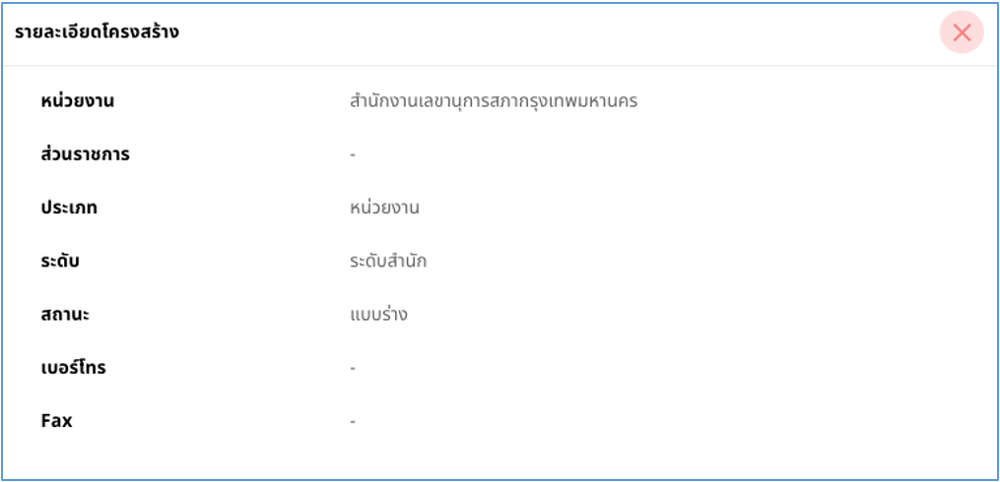 รายละเอียดโครงสร้าง
หน่วยงาน สำนักงานเลขานุการสภากรุงเทพมหานคร
ส่วนราชการ -
ประเภท หน่วยงาน
ระดับ ระดับสำนัก
สถานะ แบบร่าง
เบอร์โทร -
Fax -